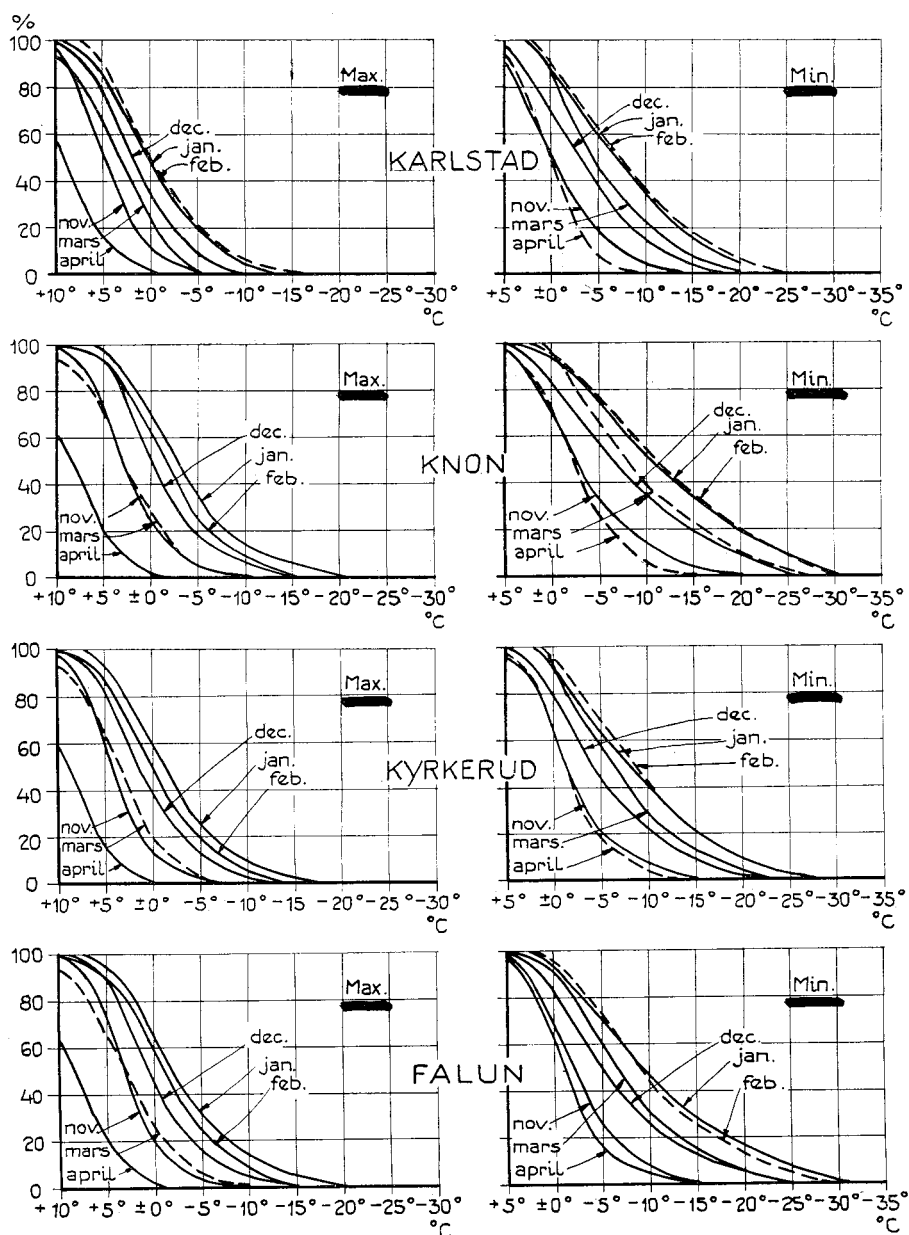 %
100
80
60
40
20
0
Max.
dec.
jan.
feb.
nov.
mars
april
+10° +5° ±0° -5° -10° -15° -20° -25° -30°
°C
KARLSTAD
Min.
dec.
jan.
feb.
nov.
mars
april
+5° ±0° -5° -10° -15° -20° -25° -30° -35°
°C
100
80
60
40
20
0
Max.
dec.
jan.
feb.
nov.
mars
april
+10° +5° ±0° -5° -10° -15° -20° -25° -30°
°C
KNON
Min.
dec.
jan.
feb.
nov.
mars
april
+5° ±0° -5° -10° -15° -20° -25° -30° -35°
°C
100
80
60
40
20
0
Max.
dec.
jan.
feb.
nov.
mars
april
+10° +5° ±0° -5° -10° -15 -20° -25° -30°
°C
KYRKERUD
Min.
dec.
jan.
feb.
nov.
mars.
april
+5° ±0° -5° -10° -15° -20° -25° -30° -35°
°C
100
80
60
40
20
0
Max.
dec.
jan.
feb.
nov.
mars
april
+10° +5° ±0° -5° -10° -15° -20° -25° -30°
°C
FALUN
Min.
dec.
jan.
feb.
nov.
mars
april
+5° ±0° -5° -10° -15° -20° -25° -30° -35°
°C